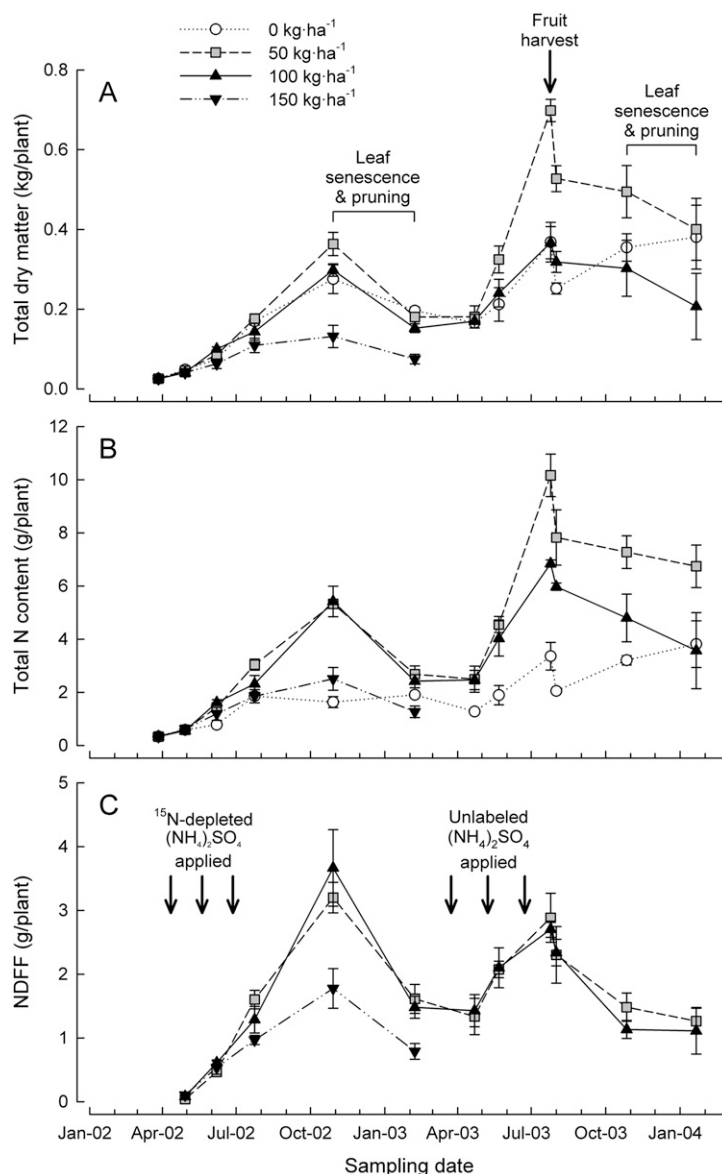 0 kg·ha⁻¹
50 kg·ha⁻¹
100 kg·ha⁻¹
150 kg·ha⁻¹
Fruit
harvest
A
Leaf
senescence
& pruning
Leaf
senescence
& pruning
Total dry matter (kg/plant)
0.8
0.6
0.4
0.2
0.0
B
Total N content (g/plant)
12
10
8
6
4
2
0
C
¹⁵N-depleted
(NH₄)₂SO₄
applied
Unlabeled
(NH₄)₂SO₄
applied
NDFF (g/plant)
5
4
3
2
1
0
Jan-02 Apr-02 Jul-02 Oct-02 Jan-03 Apr-03 Jul-03 Oct-03 Jan-04
Sampling date